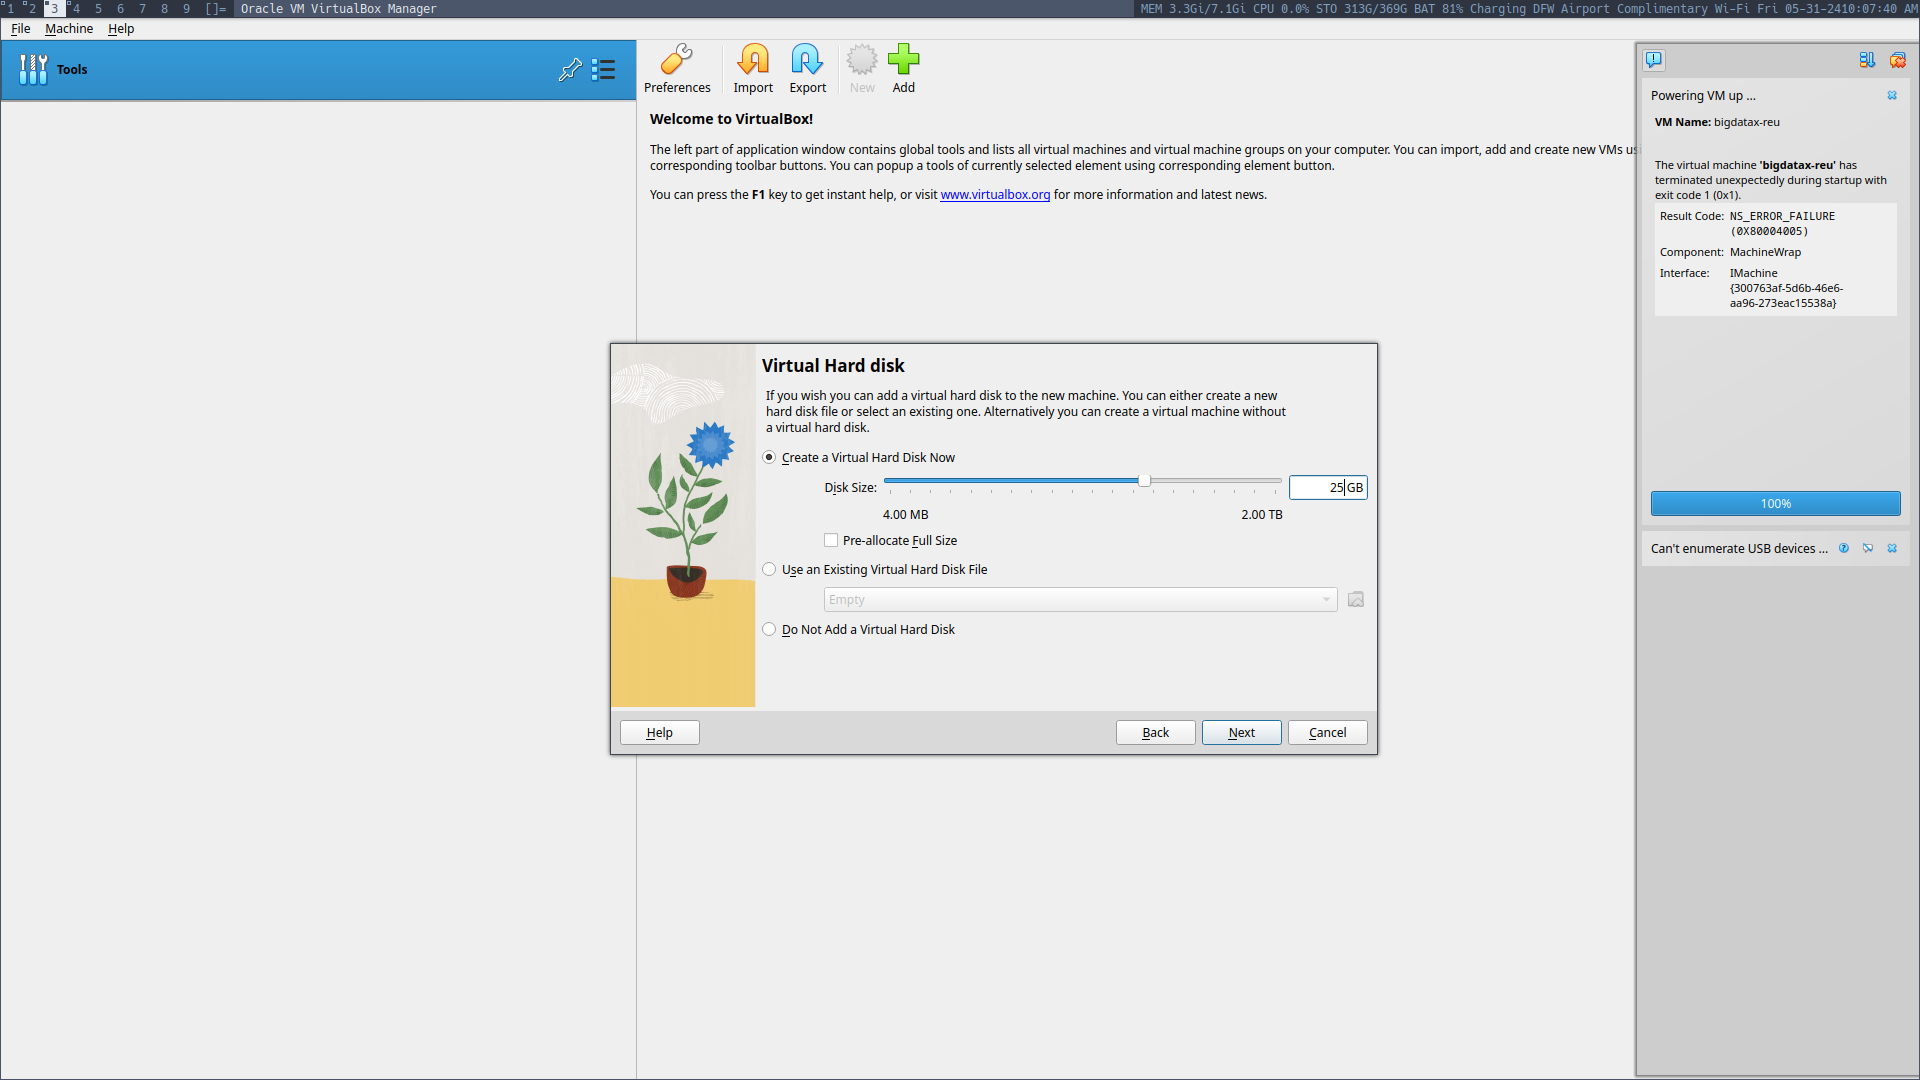 1 2 3 4 5 6 7 8 9 []= Oracle VM VirtualBox Manager MEM 3.3Gi/7.1Gi CPU 0.0% STO 313G/369G BAT 81% Charging DFW Airport Complimentary Wi-Fi Fri 05-31-2410:07:40 AM
File Machine Help
Tools
Preferences Import Export New Add
Welcome to VirtualBox!
The left part of application window contains global tools and lists all virtual machines and virtual machine groups on your computer. You can import, add and create new VMs
corresponding toolbar buttons. You can popup a tools of currently selected element using corresponding element button.
You can press the F1 key to get instant help, or visit www.virtualbox.org for more information and latest news.
Virtual Hard disk
If you wish you can add a virtual hard disk to the new machine. You can either create a new
hard disk file or select an existing one. Alternatively you can create a virtual machine without
a virtual hard disk.
Create a Virtual Hard Disk Now
Disk Size: 25 GB
4.00 MB 2.00 TB
Pre-allocate Full Size
Use an Existing Virtual Hard Disk File
Empty
Do Not Add a Virtual Hard Disk
Help Back Next Cancel
Powering VM up ...
VM Name: bigdatax-reu
The virtual machine 'bigdatax-reu' has
terminated unexpectedly during startup with
exit code 1 (0x1).
Result Code: NS_ERROR_FAILURE
(0X80004005)
Component: MachineWrap
Interface: IMachine
{300763af-5d6b-46e6-
aa96-273eac15538a}
100%
Can't enumerate USB devices ...